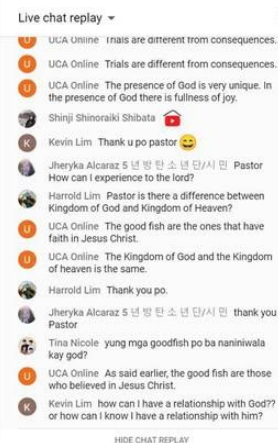 Live chat replay
UCA Online Trials are different from consequences.
UCA Online Trials are different from consequences.
UCA Online The presence of God is very unique. In
the presence of God there is fullness of joy.
Shinji Shinoraiki Shibata
Kevin Lim Thank u po pastor
Jheryka Alcaraz 5 년 방 탄 소 년 단/시 민 Pastor
How can I experience to the lord?
Harrold Lim Pastor is there a difference between
Kingdom of God and Kingdom of Heaven?
UCA Online The good fish are the ones that have
faith in Jesus Christ.
UCA Online The Kingdom of God and the Kingdom
of heaven is the same.
Harrold Lim Thank you po.
Jheryka Alcaraz 5 년 방 탄 소 년 단/시 민 thank you
Pastor
Tina Nicole yung mga goodfish po ba naniniwala
kay god?
UCA Online As said earlier, the good fish are those
who believed in Jesus Christ.
Kevin Lim how can I have a relationship with God??
or how can I know I have a relationship with him?
HIDE CHAT REPLAY